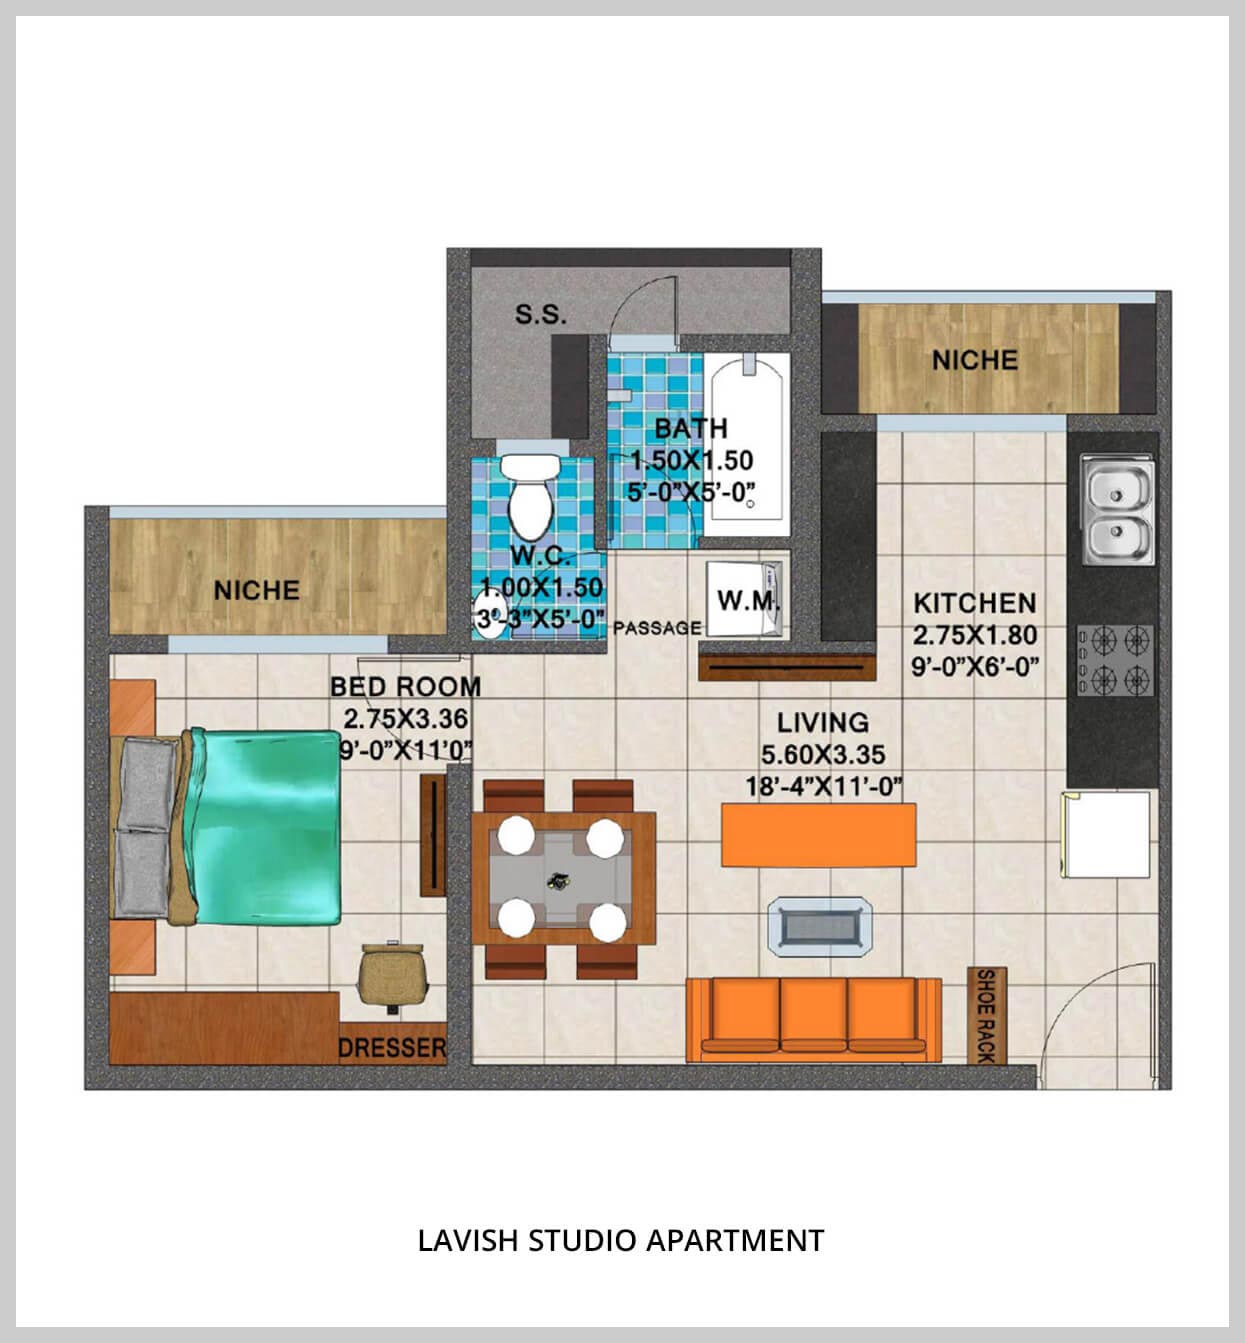 S.S.
NICHE
BATH
1.50X1.50
5'-0"X5'-0"
W.C.
1.00X1.50
3'-3"X5'-0"
NICHE
W.M.
PASSAGE
KITCHEN
2.75X1.80
9'-0"X6'-0"
BED ROOM
2.75X3.36
9'-0"X11'0"
LIVING
5.60X3.35
18'-4"X11'-0"
SHOE RACK
DRESSER
LAVISH STUDIO APARTMENT